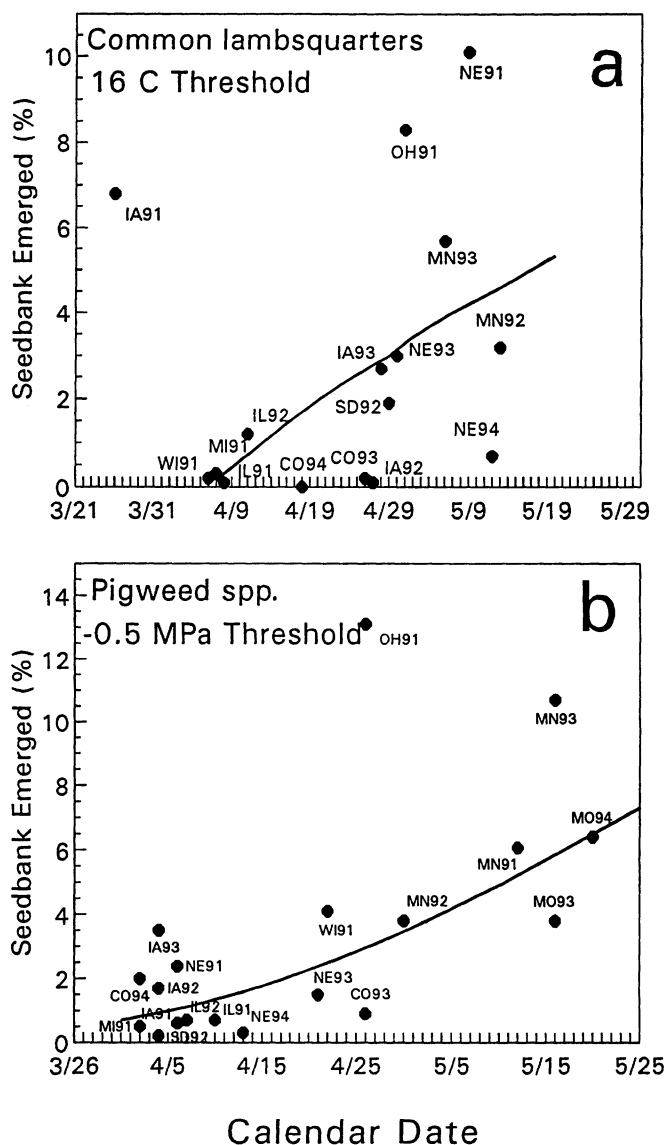 Common lambsquarters
16 C Threshold
a
Seedbank Emerged (%)
10
8
6
4
2
0
NE91
OH91
IA91
MN93
MN92
IA93
NE93
SD92
IL92
NE94
MI91
WI91
IL91
CO94
CO93
IA92
3/21 3/31 4/9 4/19 4/29 5/9 5/19 5/29
Pigweed spp.
-0.5 MPa Threshold
b
Seedbank Emerged (%)
14
12
10
8
6
4
2
0
OH91
MN93
MO94
MN91
MN92
MO93
WI91
IA93
NE91
NE93
CO94
IA92
CO93
IA91
IL92
IL91
NE94
MI91
SD92
3/26 4/5 4/15 4/25 5/5 5/15 5/25
Calendar Date